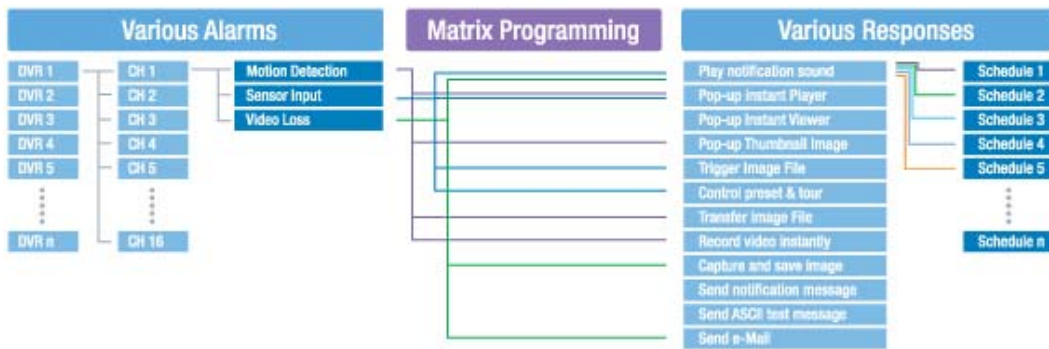 Various Alarms
Matrix Programming
Various Responses
DVR 1
DVR 2
DVR 3
DVR 4
DVR 5
DVR n
CH 1
CH 2
CH 3
CH 4
CH 5
CH 16
Motion Detection
Sensor Input
Video Loss
Play notification sound
Pop-up Instant Player
Pop-up Instant Viewer
Pop-up Thumbnail Image
Trigger Image File
Control preset & tour
Transfer Image File
Record video instantly
Capture and save image
Send notification message
Send ASCII test message
Send e-Mail
Schedule 1
Schedule 2
Schedule 3
Schedule 4
Schedule 5
Schedule n